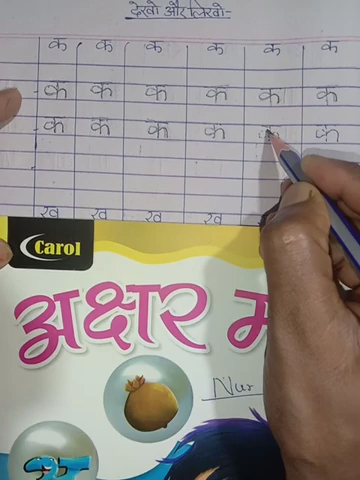 देखो और लिखो-
क क क क क क
क क क क क क
क क क क क क
ख ख ख ख
Carol
अक्षर
Nur